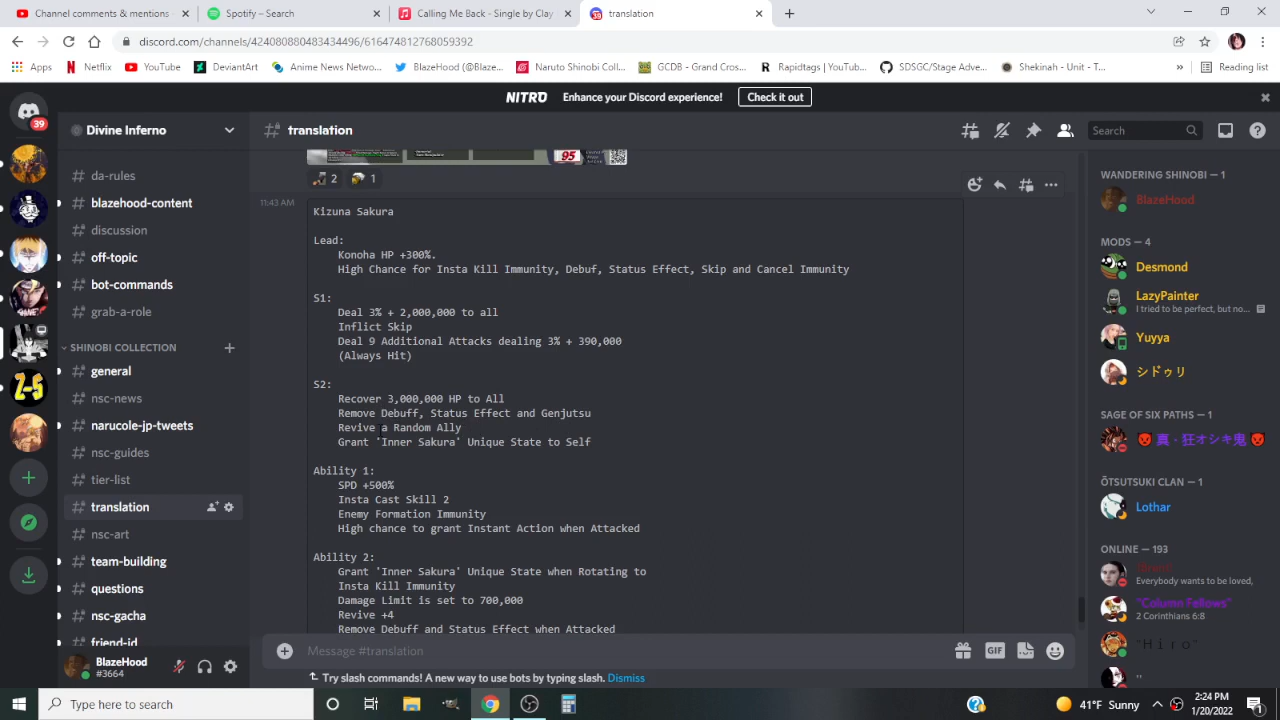 Channel comments & mentions
Spotify – Search
Calling Me Back - Single by Clay
translation
discord.com/channels/424080880483434496/616474812768059392
Apps
Netflix
YouTube
DeviantArt
Anime News Netwo...
BlazeHood (@Blaze...
Naruto Shinobi Coll...
GCDB - Grand Cros...
Rapidtags | YouTub...
SDSGC/Stage Adve...
Shekinah - Unit - T...
»
Reading list
NITRO
Enhance your Discord experience!
Check it out
39
Divine Inferno
translation
Search
da-rules
blazehood-content
discussion
off-topic
bot-commands
grab-a-role
SHINOBI COLLECTION
general
nsc-news
narucole-jp-tweets
nsc-guides
tier-list
translation
nsc-art
team-building
questions
nsc-gacha
friend-id
BlazeHood
#3664
95
2
1
11:43 AM
Kizuna Sakura
Lead:
Konoha HP +300%.
High Chance for Insta Kill Immunity, Debuf, Status Effect, Skip and Cancel Immunity
S1:
Deal 3% + 2,000,000 to all
Inflict Skip
Deal 9 Additional Attacks dealing 3% + 390,000
(Always Hit)
S2:
Recover 3,000,000 HP to All
Remove Debuff, Status Effect and Genjutsu
Revive a Random Ally
Grant 'Inner Sakura' Unique State to Self
Ability 1:
SPD +500%
Insta Cast Skill 2
Enemy Formation Immunity
High chance to grant Instant Action when Attacked
Ability 2:
Grant 'Inner Sakura' Unique State when Rotating to
Insta Kill Immunity
Damage Limit is set to 700,000
Revive +4
Remove Debuff and Status Effect when Attacked
Message #translation
GIF
Try slash commands! A new way to use bots by typing slash. Dismiss
WANDERING SHINOBI — 1
BlazeHood
MODS — 4
Desmond
LazyPainter
I tried to be perfect, but no...
Yuyya
シドゥリ
SAGE OF SIX PATHS — 1
真・狂オシキ鬼
ŌTSUTSUKI CLAN — 1
Lothar
ONLINE — 193
Everybody wants to be loved,
"Column Fellows"
2 Corinthians 6:8
"Hiro"
"
Type here to search
41°F Sunny
2:24 PM
1/20/2022